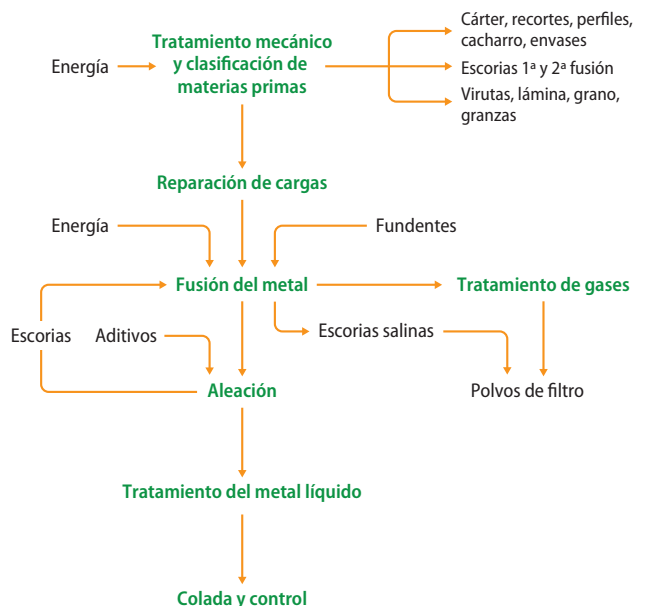 Cárter, recortes, perfiles,
cacharro, envases
Tratamiento mecánico
y clasificación de
materias primas
Energía
Escorias 1ª y 2ª fusión
Virutas, lámina, grano,
granzas
Reparación de cargas
Energía
Fundentes
Fusión del metal
Tratamiento de gases
Escorias
Aditivos
Escorias salinas
Aleación
Polvos de filtro
Tratamiento del metal líquido
Colada y control